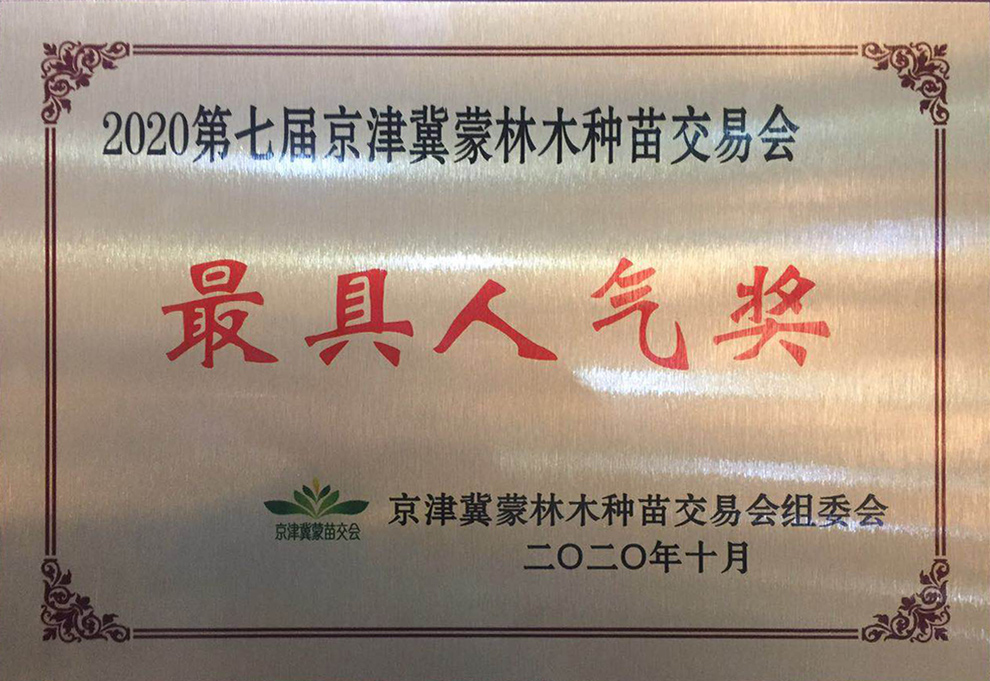 2020第七届京津冀蒙林木种苗交易会
最具人气奖
京津冀蒙苗交会
京津冀蒙林木种苗交易会组委会
二〇二〇年十月